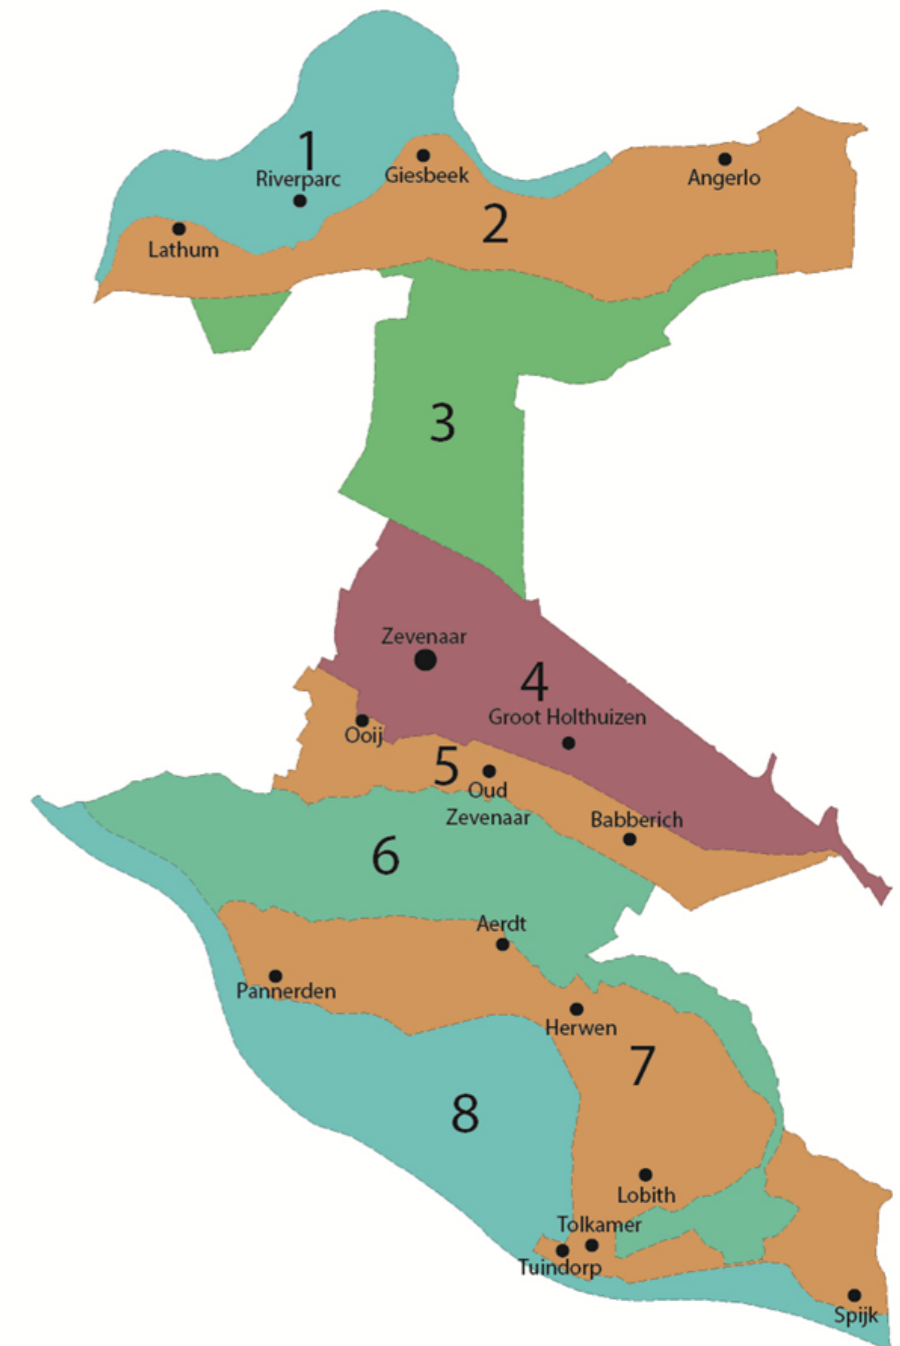 1
Riverparc
Giesbeek
Angerlo
Lathum
2
3
Zevenaar
4
Groot Holthuizen
Ooij
5
Oud
Zevenaar
Babberich
6
Aerdt
Pannerden
Herwen
7
8
Lobith
Tolkamer
Tuindorp
Spijk